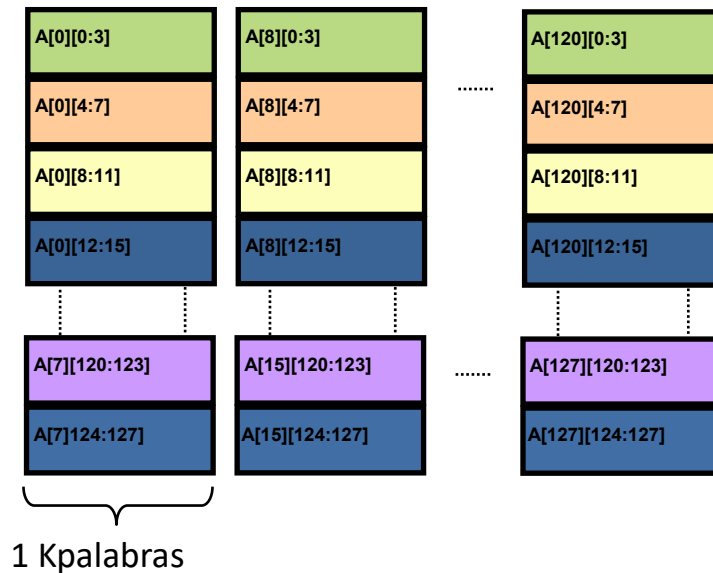 A[0][0:3]
A[8][0:3]
A[120][0:3]
A[0][4:7]
A[8][4:7]
.......
A[120][4:7]
A[0][8:11]
A[8][8:11]
A[120][8:11]
A[0][12:15]
A[8][12:15]
A[120][12:15]
A[7][120:123]
A[15][120:123]
.......
A[127][120:123]
A[7]124:127]
A[15][124:127]
A[127][124:127]
1 Kpalabras